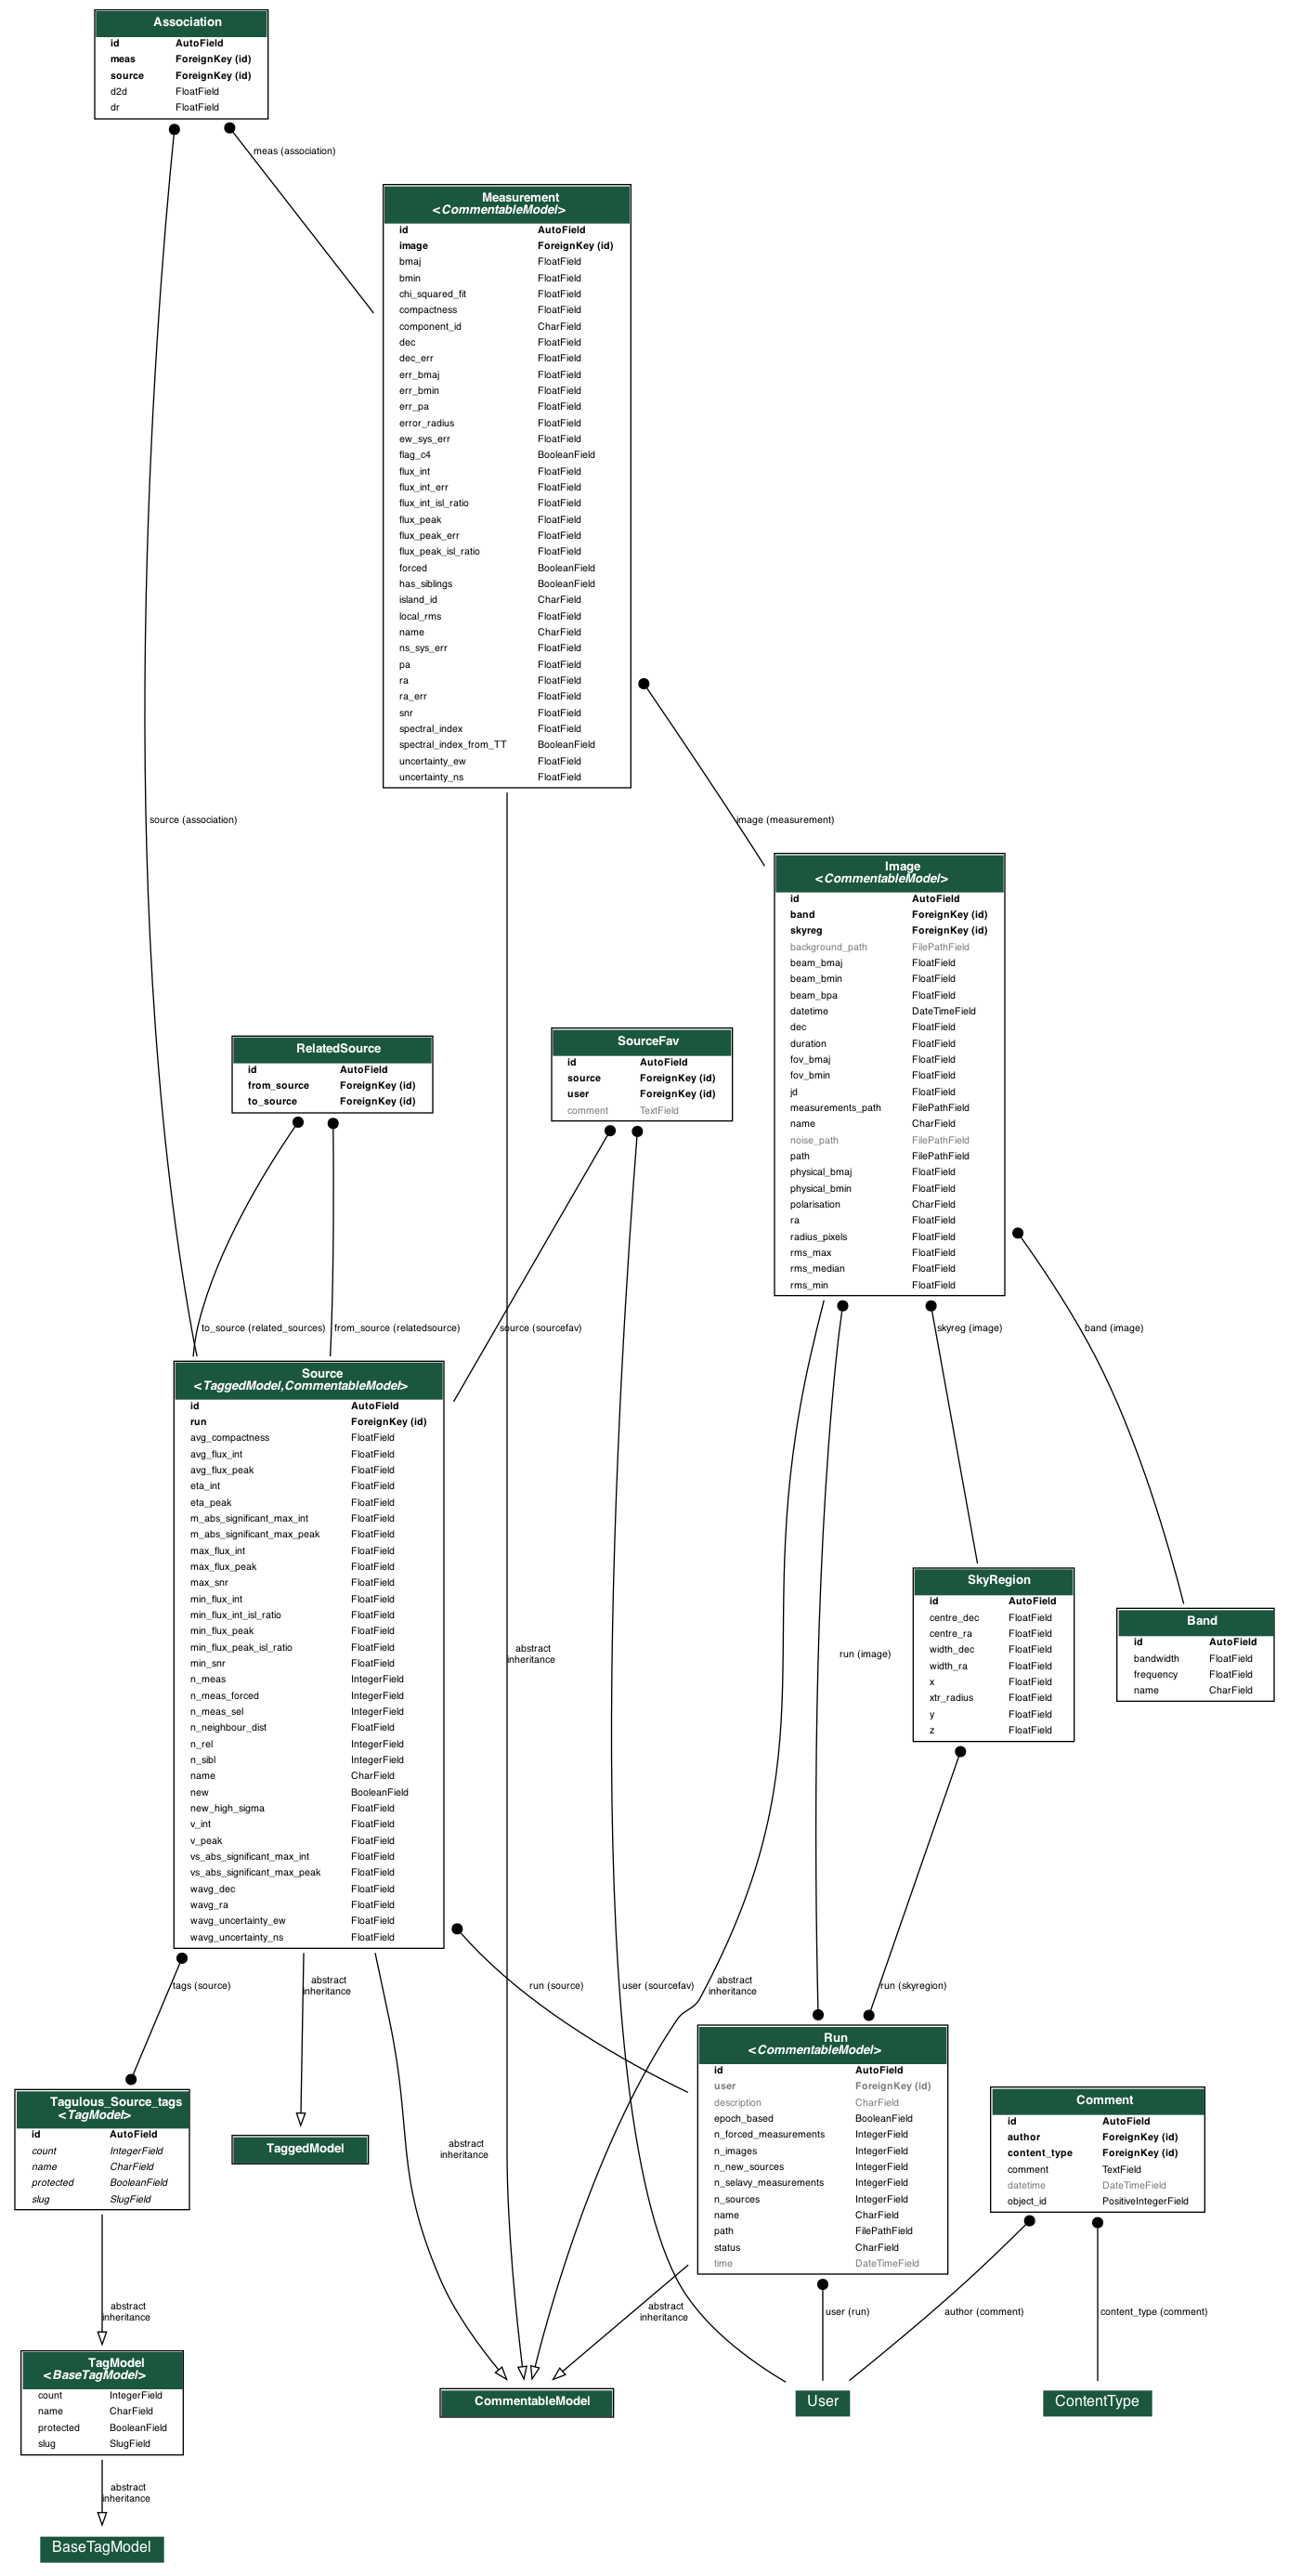 Association
id AutoField
meas ForeignKey (id)
source ForeignKey (id)
d2d FloatField
dr FloatField
meas (association)
Measurement
<CommentableModel>
id AutoField
image ForeignKey (id)
bmaj FloatField
bmin FloatField
chi_squared_fit FloatField
compactness FloatField
component_id CharField
dec FloatField
dec_err FloatField
err_bmaj FloatField
err_bmin FloatField
err_pa FloatField
error_radius FloatField
ew_sys_err FloatField
flag_c4 BooleanField
flux_int FloatField
flux_int_err FloatField
flux_int_isl_ratio FloatField
flux_peak FloatField
flux_peak_err FloatField
flux_peak_isl_ratio FloatField
forced BooleanField
has_siblings BooleanField
island_id CharField
local_rms FloatField
name CharField
ns_sys_err FloatField
pa FloatField
ra FloatField
ra_err FloatField
snr FloatField
spectral_index FloatField
spectral_index_from_TT BooleanField
uncertainty_ew FloatField
uncertainty_ns FloatField
source (association)
image (measurement)
Image
<CommentableModel>
id AutoField
band ForeignKey (id)
skyreg ForeignKey (id)
background_path FilePathField
beam_bmaj FloatField
beam_bmin FloatField
beam_bpa FloatField
datetime DateTimeField
dec FloatField
duration FloatField
fov_bmaj FloatField
fov_bmin FloatField
jd FloatField
measurements_path FilePathField
name CharField
noise_path FilePathField
path FilePathField
physical_bmaj FloatField
physical_bmin FloatField
polarisation CharField
ra FloatField
radius_pixels FloatField
rms_max FloatField
rms_median FloatField
rms_min FloatField
RelatedSource
id AutoField
from_source ForeignKey (id)
to_source ForeignKey (id)
SourceFav
id AutoField
source ForeignKey (id)
user ForeignKey (id)
comment TextField
to_source (related_sources)
from_source (relatedsource)
source (sourcefav)
skyreg (image)
band (image)
Source
<TaggedModel,CommentableModel>
id AutoField
run ForeignKey (id)
avg_compactness FloatField
avg_flux_int FloatField
avg_flux_peak FloatField
eta_int FloatField
eta_peak FloatField
m_abs_significant_max_int FloatField
m_abs_significant_max_peak FloatField
max_flux_int FloatField
max_flux_peak FloatField
max_snr FloatField
min_flux_int FloatField
min_flux_int_isl_ratio FloatField
min_flux_peak FloatField
min_flux_peak_isl_ratio FloatField
min_snr FloatField
n_meas IntegerField
n_meas_forced IntegerField
n_meas_sel IntegerField
n_neighbour_dist FloatField
n_rel IntegerField
n_sibl IntegerField
name CharField
new BooleanField
new_high_sigma FloatField
v_int FloatField
v_peak FloatField
vs_abs_significant_max_int FloatField
vs_abs_significant_max_peak FloatField
wavg_dec FloatField
wavg_ra FloatField
wavg_uncertainty_ew FloatField
wavg_uncertainty_ns FloatField
abstract
inheritance
run (image)
SkyRegion
id AutoField
centre_dec FloatField
centre_ra FloatField
width_dec FloatField
width_ra FloatField
x FloatField
xtr_radius FloatField
y FloatField
z FloatField
Band
id AutoField
bandwidth FloatField
frequency FloatField
name CharField
tags (source)
abstract
inheritance
run (source)
user (sourcefav)
abstract
inheritance
run (skyregion)
Tagulous_Source_tags
<TagModel>
id AutoField
count IntegerField
name CharField
protected BooleanField
slug SlugField
TaggedModel
abstract
inheritance
Run
<CommentableModel>
id AutoField
user ForeignKey (id)
description CharField
epoch_based BooleanField
n_forced_measurements IntegerField
n_images IntegerField
n_new_sources IntegerField
n_selavy_measurements IntegerField
n_sources IntegerField
name CharField
path FilePathField
status CharField
time DateTimeField
Comment
id AutoField
author ForeignKey (id)
content_type ForeignKey (id)
comment TextField
datetime DateTimeField
object_id PositiveIntegerField
abstract
inheritance
abstract
inheritance
user (run)
author (comment)
content_type (comment)
TagModel
<BaseTagModel>
count IntegerField
name CharField
protected BooleanField
slug SlugField
CommentableModel
User
ContentType
abstract
inheritance
BaseTagModel